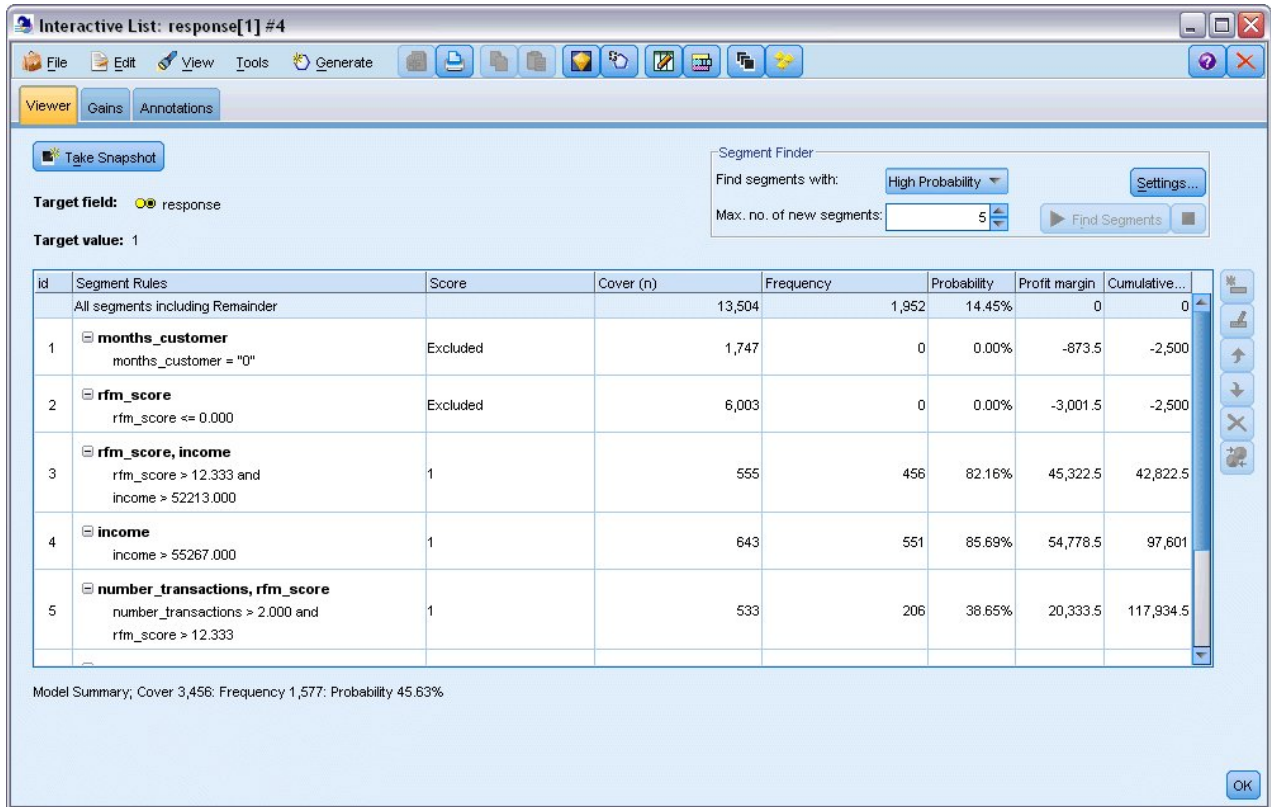 Interactive List: response[1] #4
File Edit View Tools Generate
Viewer Gains Annotations
Take Snapshot
Segment Finder
Find segments with: High Probability Settings...
Max. no. of new segments: 5 Find Segments
Target field: response
Target value: 1
id Segment Rules Score Cover (n) Frequency Probability Profit margin Cumulative...
All segments including Remainder 13,504 1,952 14.45% 0 0
1 months_customer Excluded 1,747 0 0.00% -873.5 -2,500
months_customer = "0"
2 rfm_score Excluded 6,003 0 0.00% -3,001.5 -2,500
rfm_score <= 0.000
rfm_score, income
3 rfm_score > 12.333 and 1 555 456 82.16% 45,322.5 42,822.5
income > 52213.000
4 income 1 643 551 85.69% 54,778.5 97,601
income > 55267.000
number_transactions, rfm_score
5 number_transactions > 2.000 and 1 533 206 38.65% 20,333.5 117,934.5
rfm_score > 12.333
Model Summary; Cover 3,456: Frequency 1,577: Probability 45.63%
OK